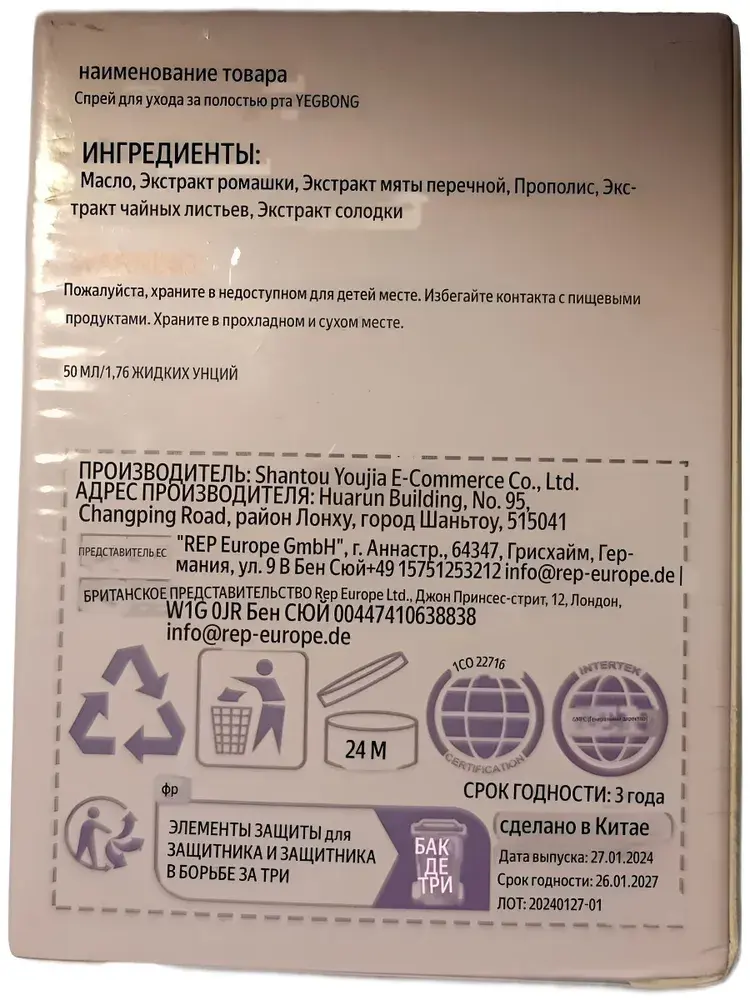 наименование товара
Спрей для ухода за полостью рта YEGBONG
ИНГРЕДИЕНТЫ:
Масло, Экстракт ромашки, Экстракт мяты перечной, Прополис, Экс-
тракт чайных листьев, Экстракт солодки
Пожалуйста, храните в недоступном для детей месте. Избегайте контакта с пищевыми
продуктами. Храните в прохладном и сухом месте.
50 МЛ/1,76 ЖИДКИХ УНЦИЙ
ПРОИЗВОДИТЕЛЬ: Shantou Youjia E-Commerce Co., Ltd.
АДРЕС ПРОИЗВОДИТЕЛЯ: Huarun Building, No. 95,
Changping Road, район Лонху, город Шаньтоу, 515041
ПРЕДСТАВИТЕЛЬ ЕС
"REP Europe GmbH", г. Аннастр., 64347, Грисхайм, Гер-
мания, ул. 9 В Бен Сюй+49 15751253212 info@rep-europe.de |
БРИТАНСКОЕ ПРЕДСТАВИТЕЛЬСТВО Rep Europe Ltd., Джон Принсес-стрит, 12, Лондон,
W1G 0JR Бен СЮЙ 00447410638838
info@rep-europe.de
24 М
1СО 22716
CERTIFICATION
INTERTEK
СРОК ГОДНОСТИ: 3 года
фр
ЭЛЕМЕНТЫ ЗАЩИТЫ для
ЗАЩИТНИКА И ЗАЩИТНИКА
В БОРЬБЕ ЗА ТРИ
БАК
ДЕ
ТРИ
сделано в Китае
Дата выпуска: 27.01.2024
Срок годности: 26.01.2027
ЛОТ: 20240127-01